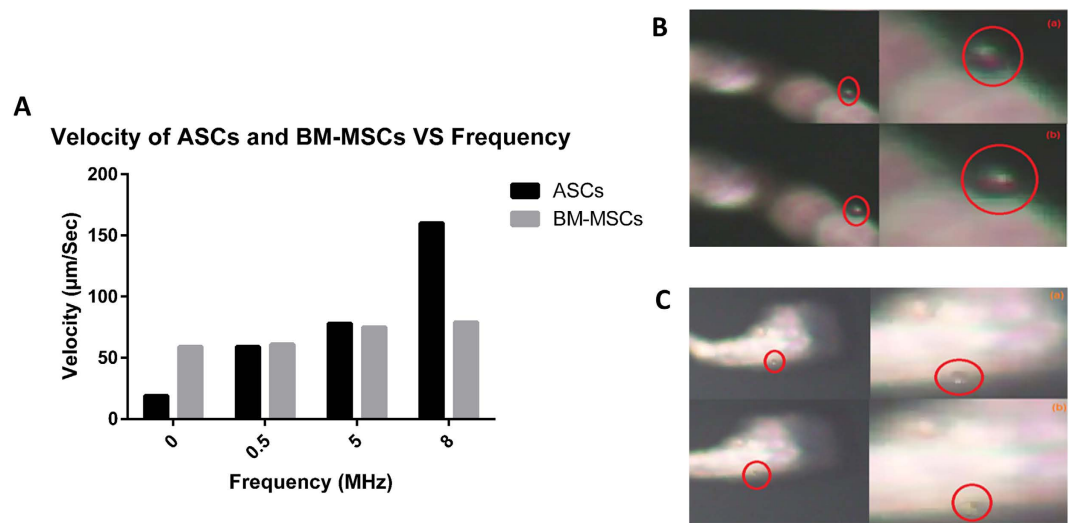 A
Velocity of ASCs and BM-MSCs VS Frequency
200
150
100
50
0
Velocity (µm/Sec)
0
0.5
5
8
Frequency (MHz)
ASCs
BM-MSCs
B
(a)
(b)
C
(a)
(b)